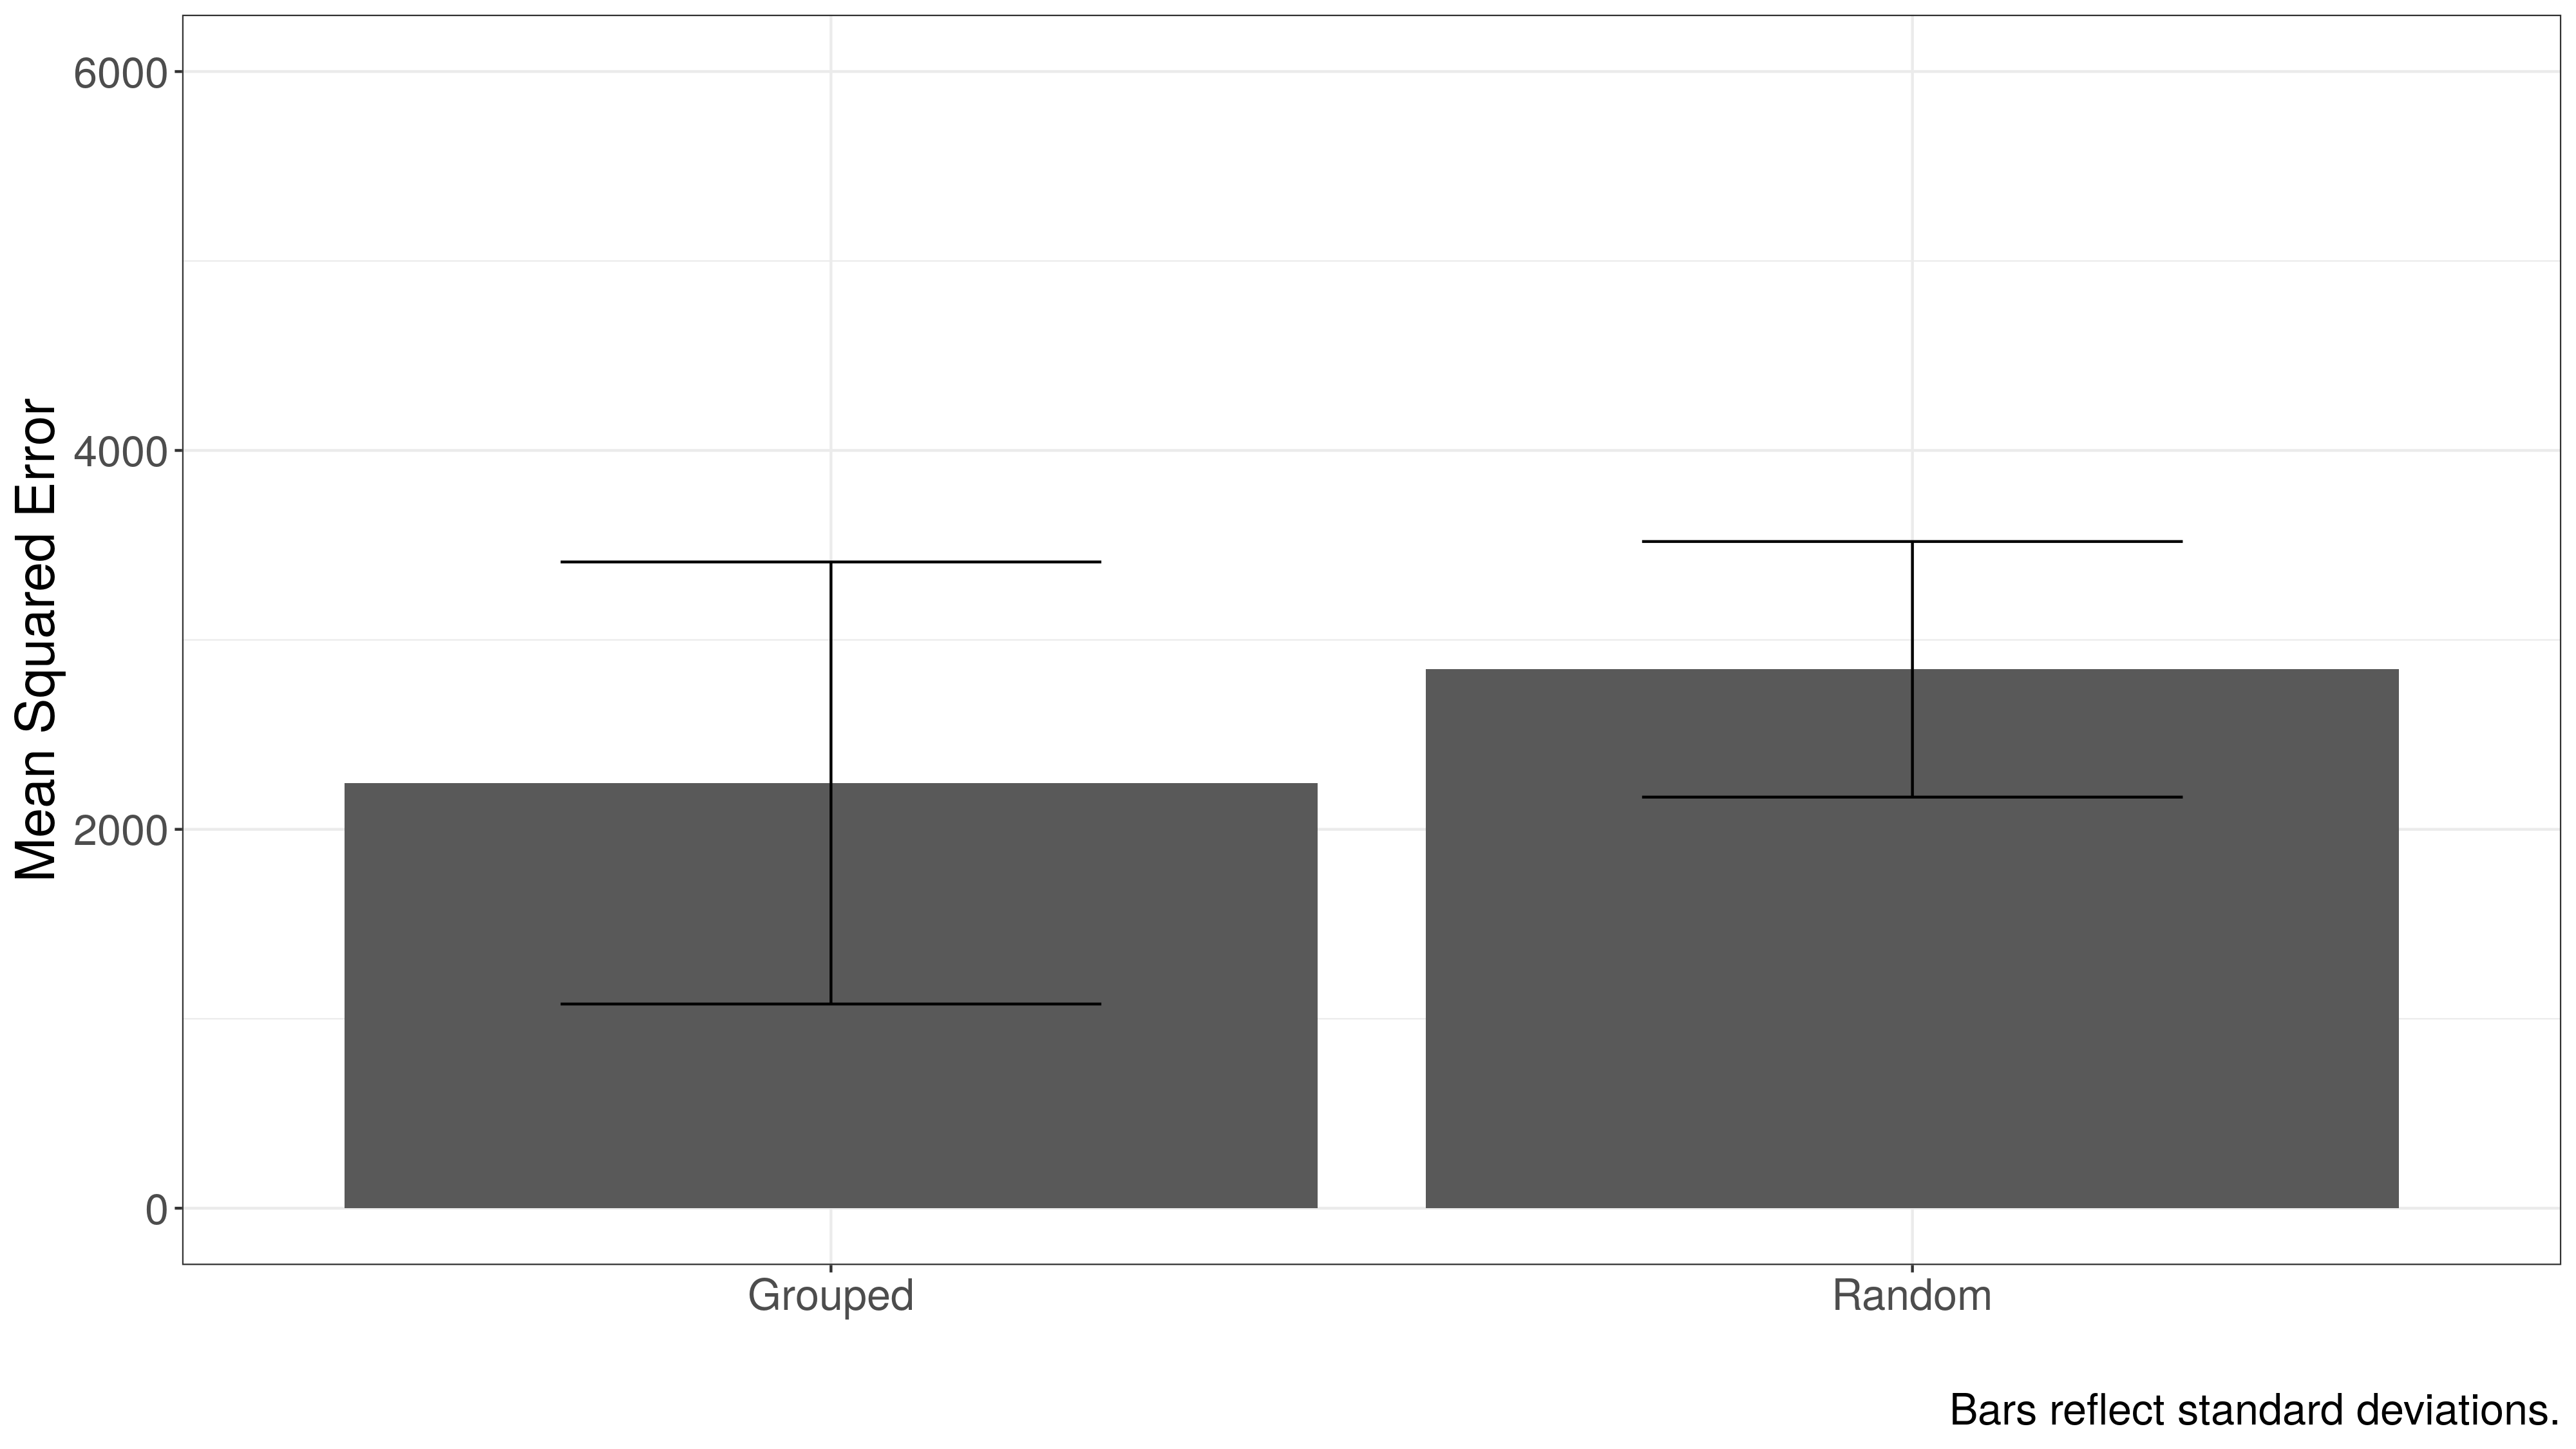 Mean Squared Error
6000
4000
2000
0
Grouped
Random
Bars reflect standard deviations.